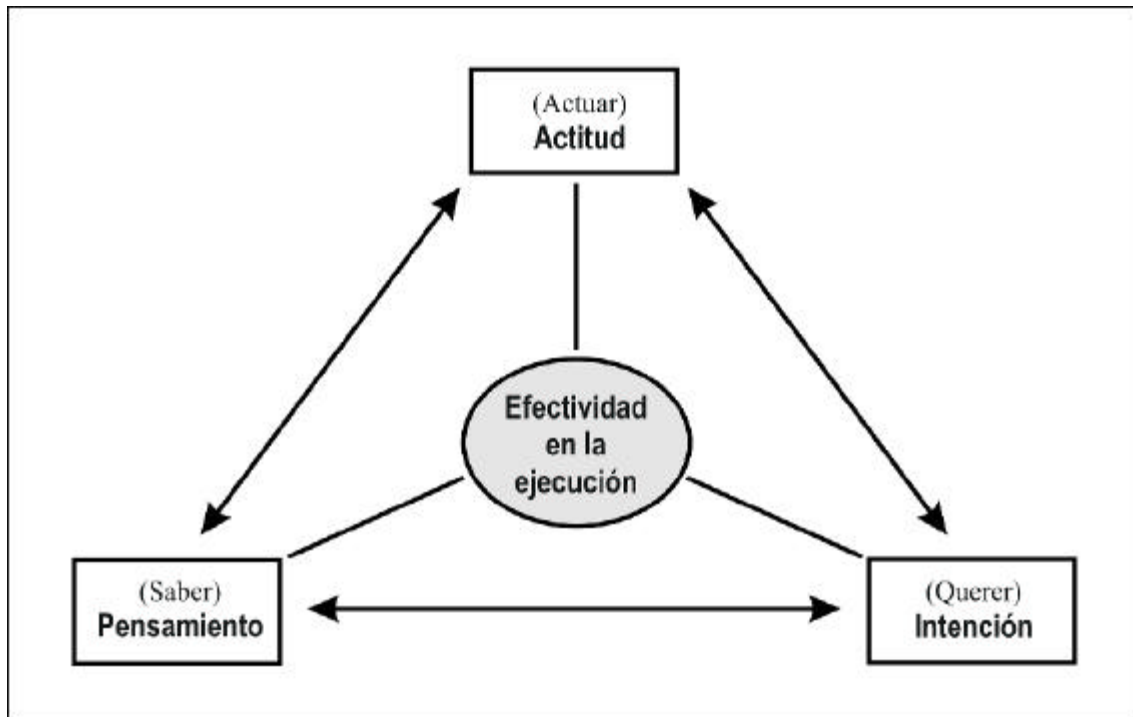 (Actuar)
Actitud
Efectividad
en la
ejecución
(Saber)
Pensamiento
(Querer)
Intención